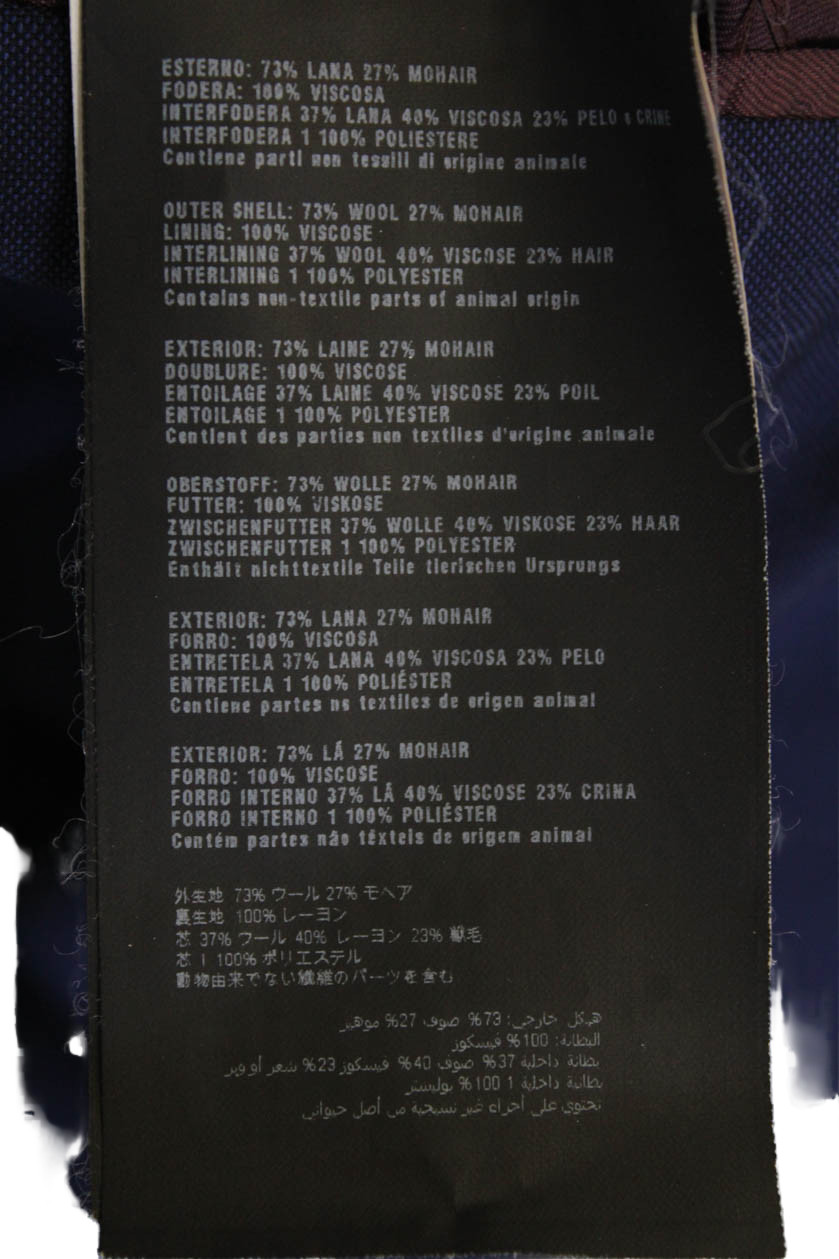 ESTERNO: 73% LANA 27% MOHAIR
FODERA: 100% VISCOSA
INTERFODERA 37% LANA 40% VISCOSA 23% PELO o CRINE
INTERFODERA 1 100% POLIESTERE
Contiene parti non tessili di origine animale
OUTER SHELL: 73% WOOL 27% MOHAIR
LINING: 100% VISCOSE
INTERLINING 37% WOOL 40% VISCOSE 23% HAIR
INTERLINING 1 100% POLYESTER
Contains non-textile parts of animal origin
EXTERIOR: 73% LAINE 27% MOHAIR
DOUBLURE: 100% VISCOSE
ENTOILAGE 37% LAINE 40% VISCOSE 23% POIL
ENTOILAGE 1 100% POLYESTER
Contient des parties non textiles d'origine animale
OBERSTOFF: 73% WOLLE 27% MOHAIR
FUTTER: 100% VISKOSE
ZWISCHENFUTTER 37% WOLLE 40% VISKOSE 23% HAAR
ZWISCHENFUTTER 1 100% POLYESTER
Enthält nichttextile Teile tierischen Ursprungs
EXTERIOR: 73% LANA 27% MOHAIR
FORRO: 100% VISCOSA
ENTRETELA 37% LANA 40% VISCOSA 23% PELO
ENTRETELA 1 100% POLIÉSTER
Contiene partes no textiles de origen animal
EXTERIOR: 73% LÃ 27% MOHAIR
FORRO: 100% VISCOSE
FORRO INTERNO 37% LÃ 40% VISCOSE 23% CRINA
FORRO INTERNO 1 100% POLIÉSTER
Contém partes não têxteis de origem animal
外生地 73% ウール 27% モヘア
裏生地 100% レーヨン
芯 37% ウール 40% レーヨン 23% 獣毛
芯 1 100% ポリエステル
動物由来でない繊維のパーツを含む
هيكل خارجي: 73% صوف 27% موهير
البطانة: 100% فيسكوز
بطانة داخلية 37% صوف 40% فيسكوز 23% شعر أو وبر
بطانة داخلية 1 100% بوليستر
تحتوي على أجزاء غير نسيجية من أصل حيواني